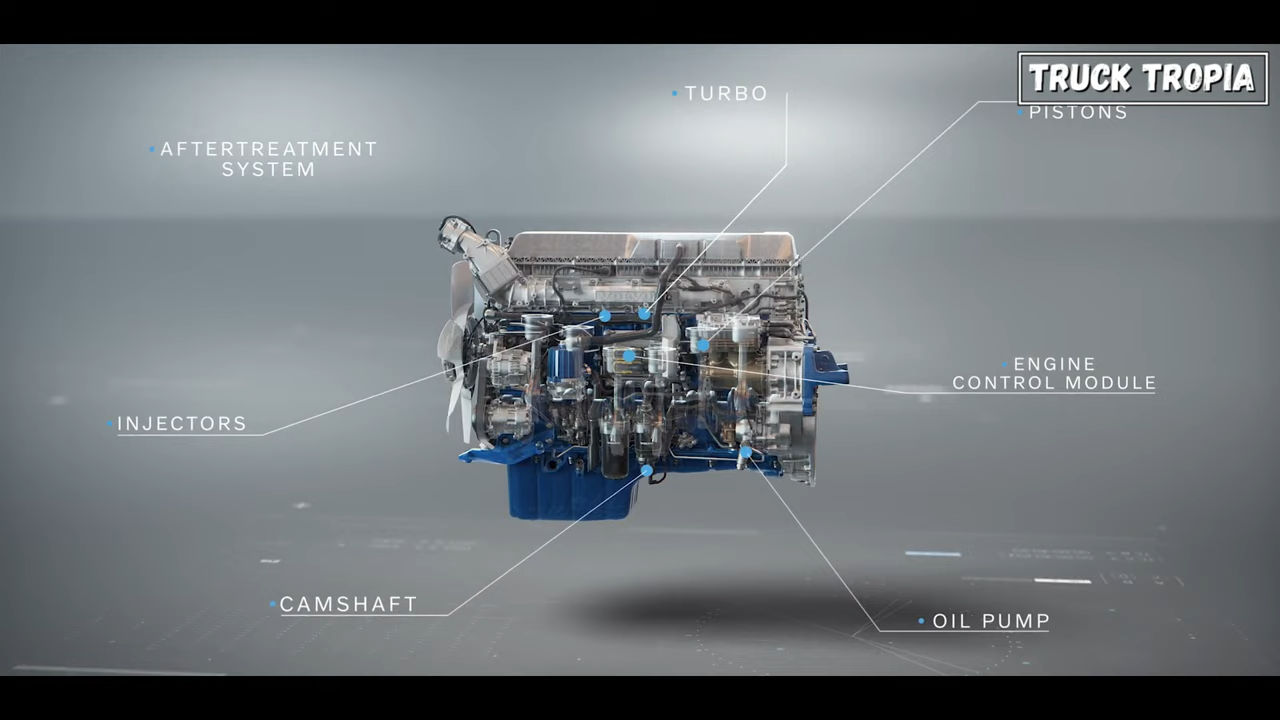 TRUCK TROPIA
TURBO
PISTONS
AFTERTREATMENT
SYSTEM
ENGINE
CONTROL MODULE
INJECTORS
CAMSHAFT
OIL PUMP